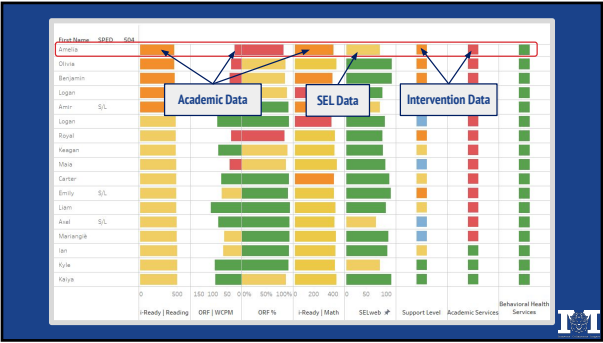 First Name SPED 504
Amelia
Olivia
Benjamin
Logan
Amir S/L
Logan
Royal
Keegan
Maia
Carter
Emily S/L
Liam
Axel S/L
Mariangie
Ian
Kyle
Kaiya
Academic Data
SEL Data
Intervention Data
0 500 150 100 50 0 0% 50% 100% 0 200 400 0 50 100
i-Ready | Reading ORF | WCPM ORF % i-Ready | Math SELweb Support Level Academic Services Behavioral Health Services